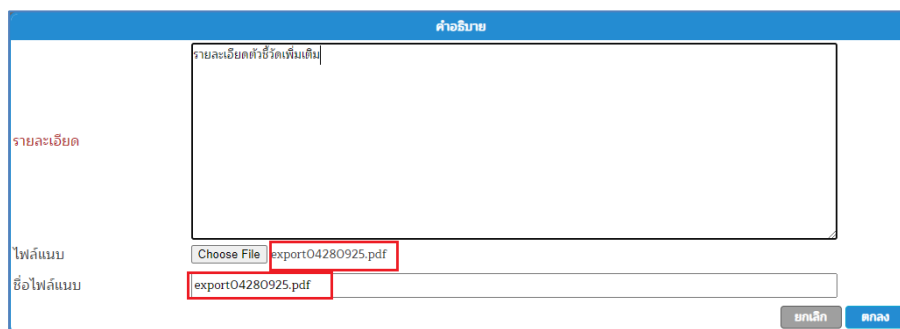 คำอธิบาย
รายละเอียดตัวชี้วัดเพิ่มเติม
รายละเอียด
ไฟล์แนบ Choose File export04280925.pdf
ชื่อไฟล์แนบ export04280925.pdf
ยกเลิก ตกลง